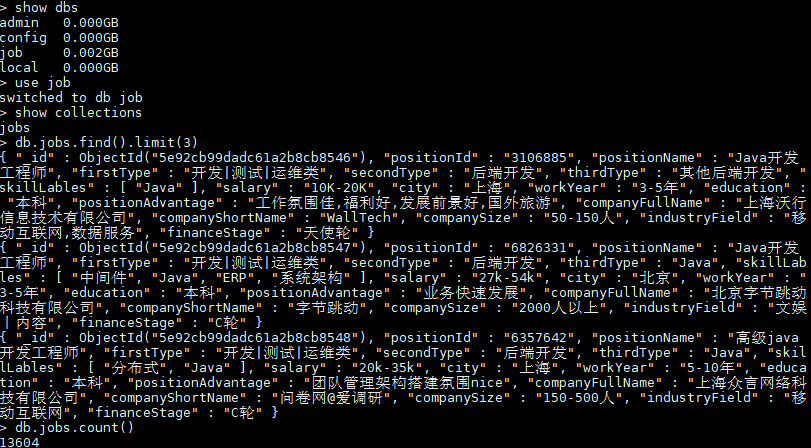 > show dbs
admin   0.000GB
config  0.000GB
job     0.002GB
local   0.000GB
> use job
switched to db job
> show collections
jobs
> db.jobs.find().limit(3)
{ "_id" : ObjectId("5e92cb99dadc61a2b8cb8546"), "positionId" : "3106885", "positionName" : "Java开发
工程师", "firstType" : "开发|测试|运维类", "secondType" : "后端开发", "thirdType" : "其他后端开发", "
skillLables" : [ "Java" ], "salary" : "10K-20K", "city" : "上海", "workYear" : "3-5年", "education" :
"本科", "positionAdvantage" : "工作氛围佳,福利好,发展前景好,国外旅游", "companyFullName" : "上海沃行
信息技术有限公司", "companyShortName" : "WallTech", "companySize" : "50-150人", "industryField" : "移
动互联网,数据服务", "financeStage" : "天使轮" }
{ "_id" : ObjectId("5e92cb99dadc61a2b8cb8547"), "positionId" : "6826331", "positionName" : "Java开发
工程师", "firstType" : "开发|测试|运维类", "secondType" : "后端开发", "thirdType" : "Java", "skillLab
les" : [ "中间件", "Java", "ERP", "系统架构" ], "salary" : "27k-54k", "city" : "北京", "workYear" : "
3-5年", "education" : "本科", "positionAdvantage" : "业务快速发展", "companyFullName" : "北京字节跳动
科技有限公司", "companyShortName" : "字节跳动", "companySize" : "2000人以上", "industryField" : "文娱
丨内容", "financeStage" : "C轮" }
{ "_id" : ObjectId("5e92cb99dadc61a2b8cb8548"), "positionId" : "6357642", "positionName" : "高级java
开发工程师", "firstType" : "开发|测试|运维类", "secondType" : "后端开发", "thirdType" : "Java", "sk
illLables" : [ "分布式", "Java" ], "salary" : "20k-35k", "city" : "上海", "workYear" : "5-10年", "educa
tion" : "本科", "positionAdvantage" : "团队管理架构搭建氛围nice", "companyFullName" : "上海众言网络科
技有限公司", "companyShortName" : "问卷网@爱调研", "companySize" : "150-500人", "industryField" : "移
动互联网", "financeStage" : "C轮" }
> db.jobs.count()
13604